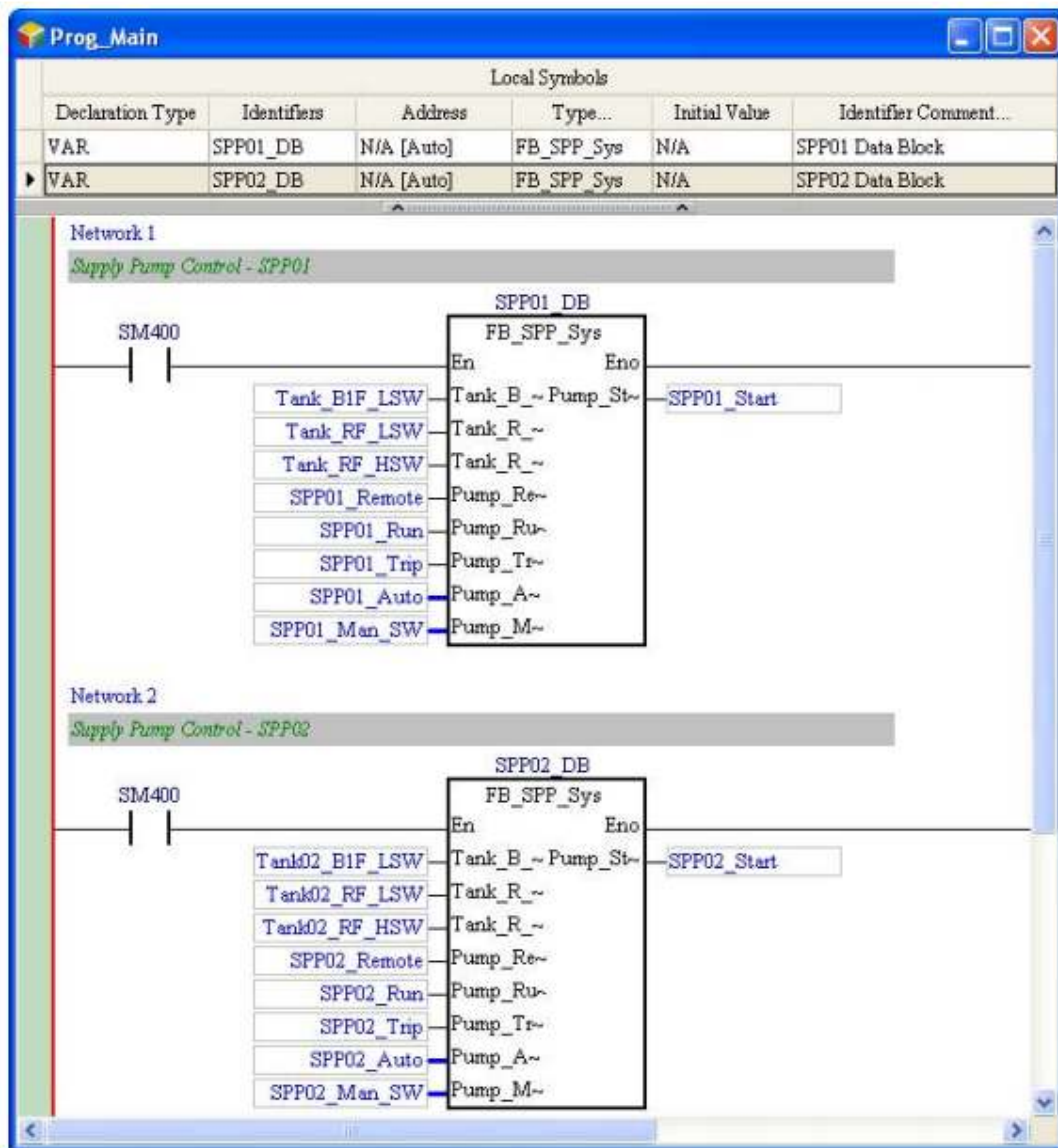 Prog_Main
Local Symbols
Declaration Type Identifiers Address Type... Initial Value Identifier Comment...
VAR SPP01_DB N/A [Auto] FB_SPP_Sys N/A SPP01 Data Block
VAR SPP02_DB N/A [Auto] FB_SPP_Sys N/A SPP02 Data Block
Network 1
Supply Pump Control - SPP01
SPP01_DB
SM400 FB_SPP_Sys
En Eno
Tank_B1F_LSW Tank_B_~ Pump_St~ SPP01_Start
Tank_RF_LSW Tank_R_~
Tank_RF_HSW Tank_R_~
SPP01_Remote Pump_Re~
SPP01_Run Pump_Ru~
SPP01_Trip Pump_Tr~
SPP01_Auto Pump_A~
SPP01_Man_SW Pump_M~
Network 2
Supply Pump Control - SPP02
SPP02_DB
SM400 FB_SPP_Sys
En Eno
Tank02_B1F_LSW Tank_B_~ Pump_St~ SPP02_Start
Tank02_RF_LSW Tank_R_~
Tank02_RF_HSW Tank_R_~
SPP02_Remote Pump_Re~
SPP02_Run Pump_Ru~
SPP02_Trip Pump_Tr~
SPP02_Auto Pump_A~
SPP02_Man_SW Pump_M~